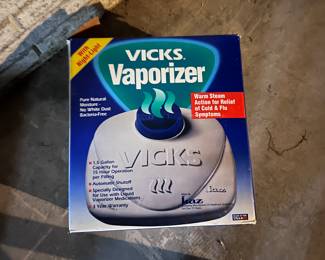 With
Night-Light
VICKS
Vaporizer
Pure Natural
Moisture -
No White Dust
Bacteria-Free
Warm Steam
Action for Relief
of Cold & Flu
Symptoms
VICKS
• 1.5 Gallon
Capacity for
Hour Operation
per Filling
• Automatic Shutoff
• Specially Designed
for Use with Liquid
Vaporizer Medications
Year Warranty
kaz